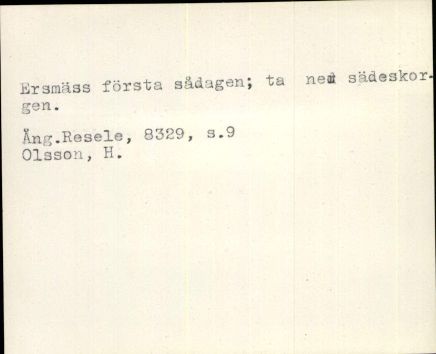 Ersmäss första sådagen; ta ned sädeskor-
gen.
Ång.Resele, 8329, s.9
Olsson, H.